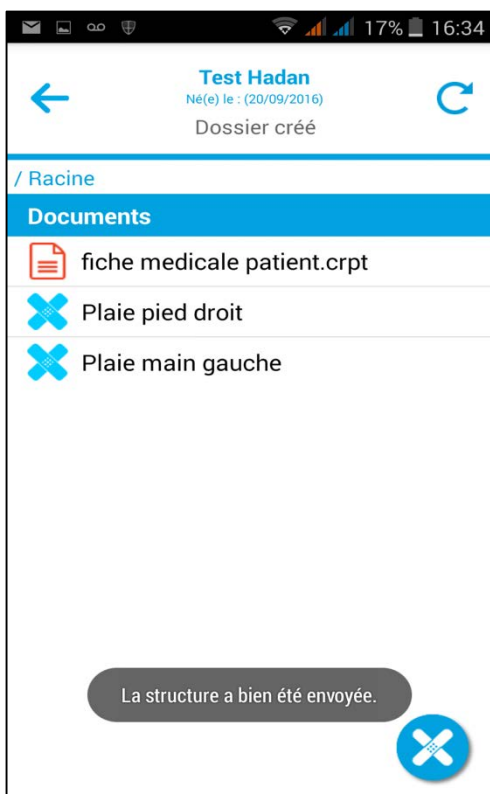 17% 16:34
Test Hadan
Né(e) le : (20/09/2016)
Dossier créé
/ Racine
Documents
fiche medicale patient.crpt
Plaie pied droit
Plaie main gauche
La structure a bien été envoyée.